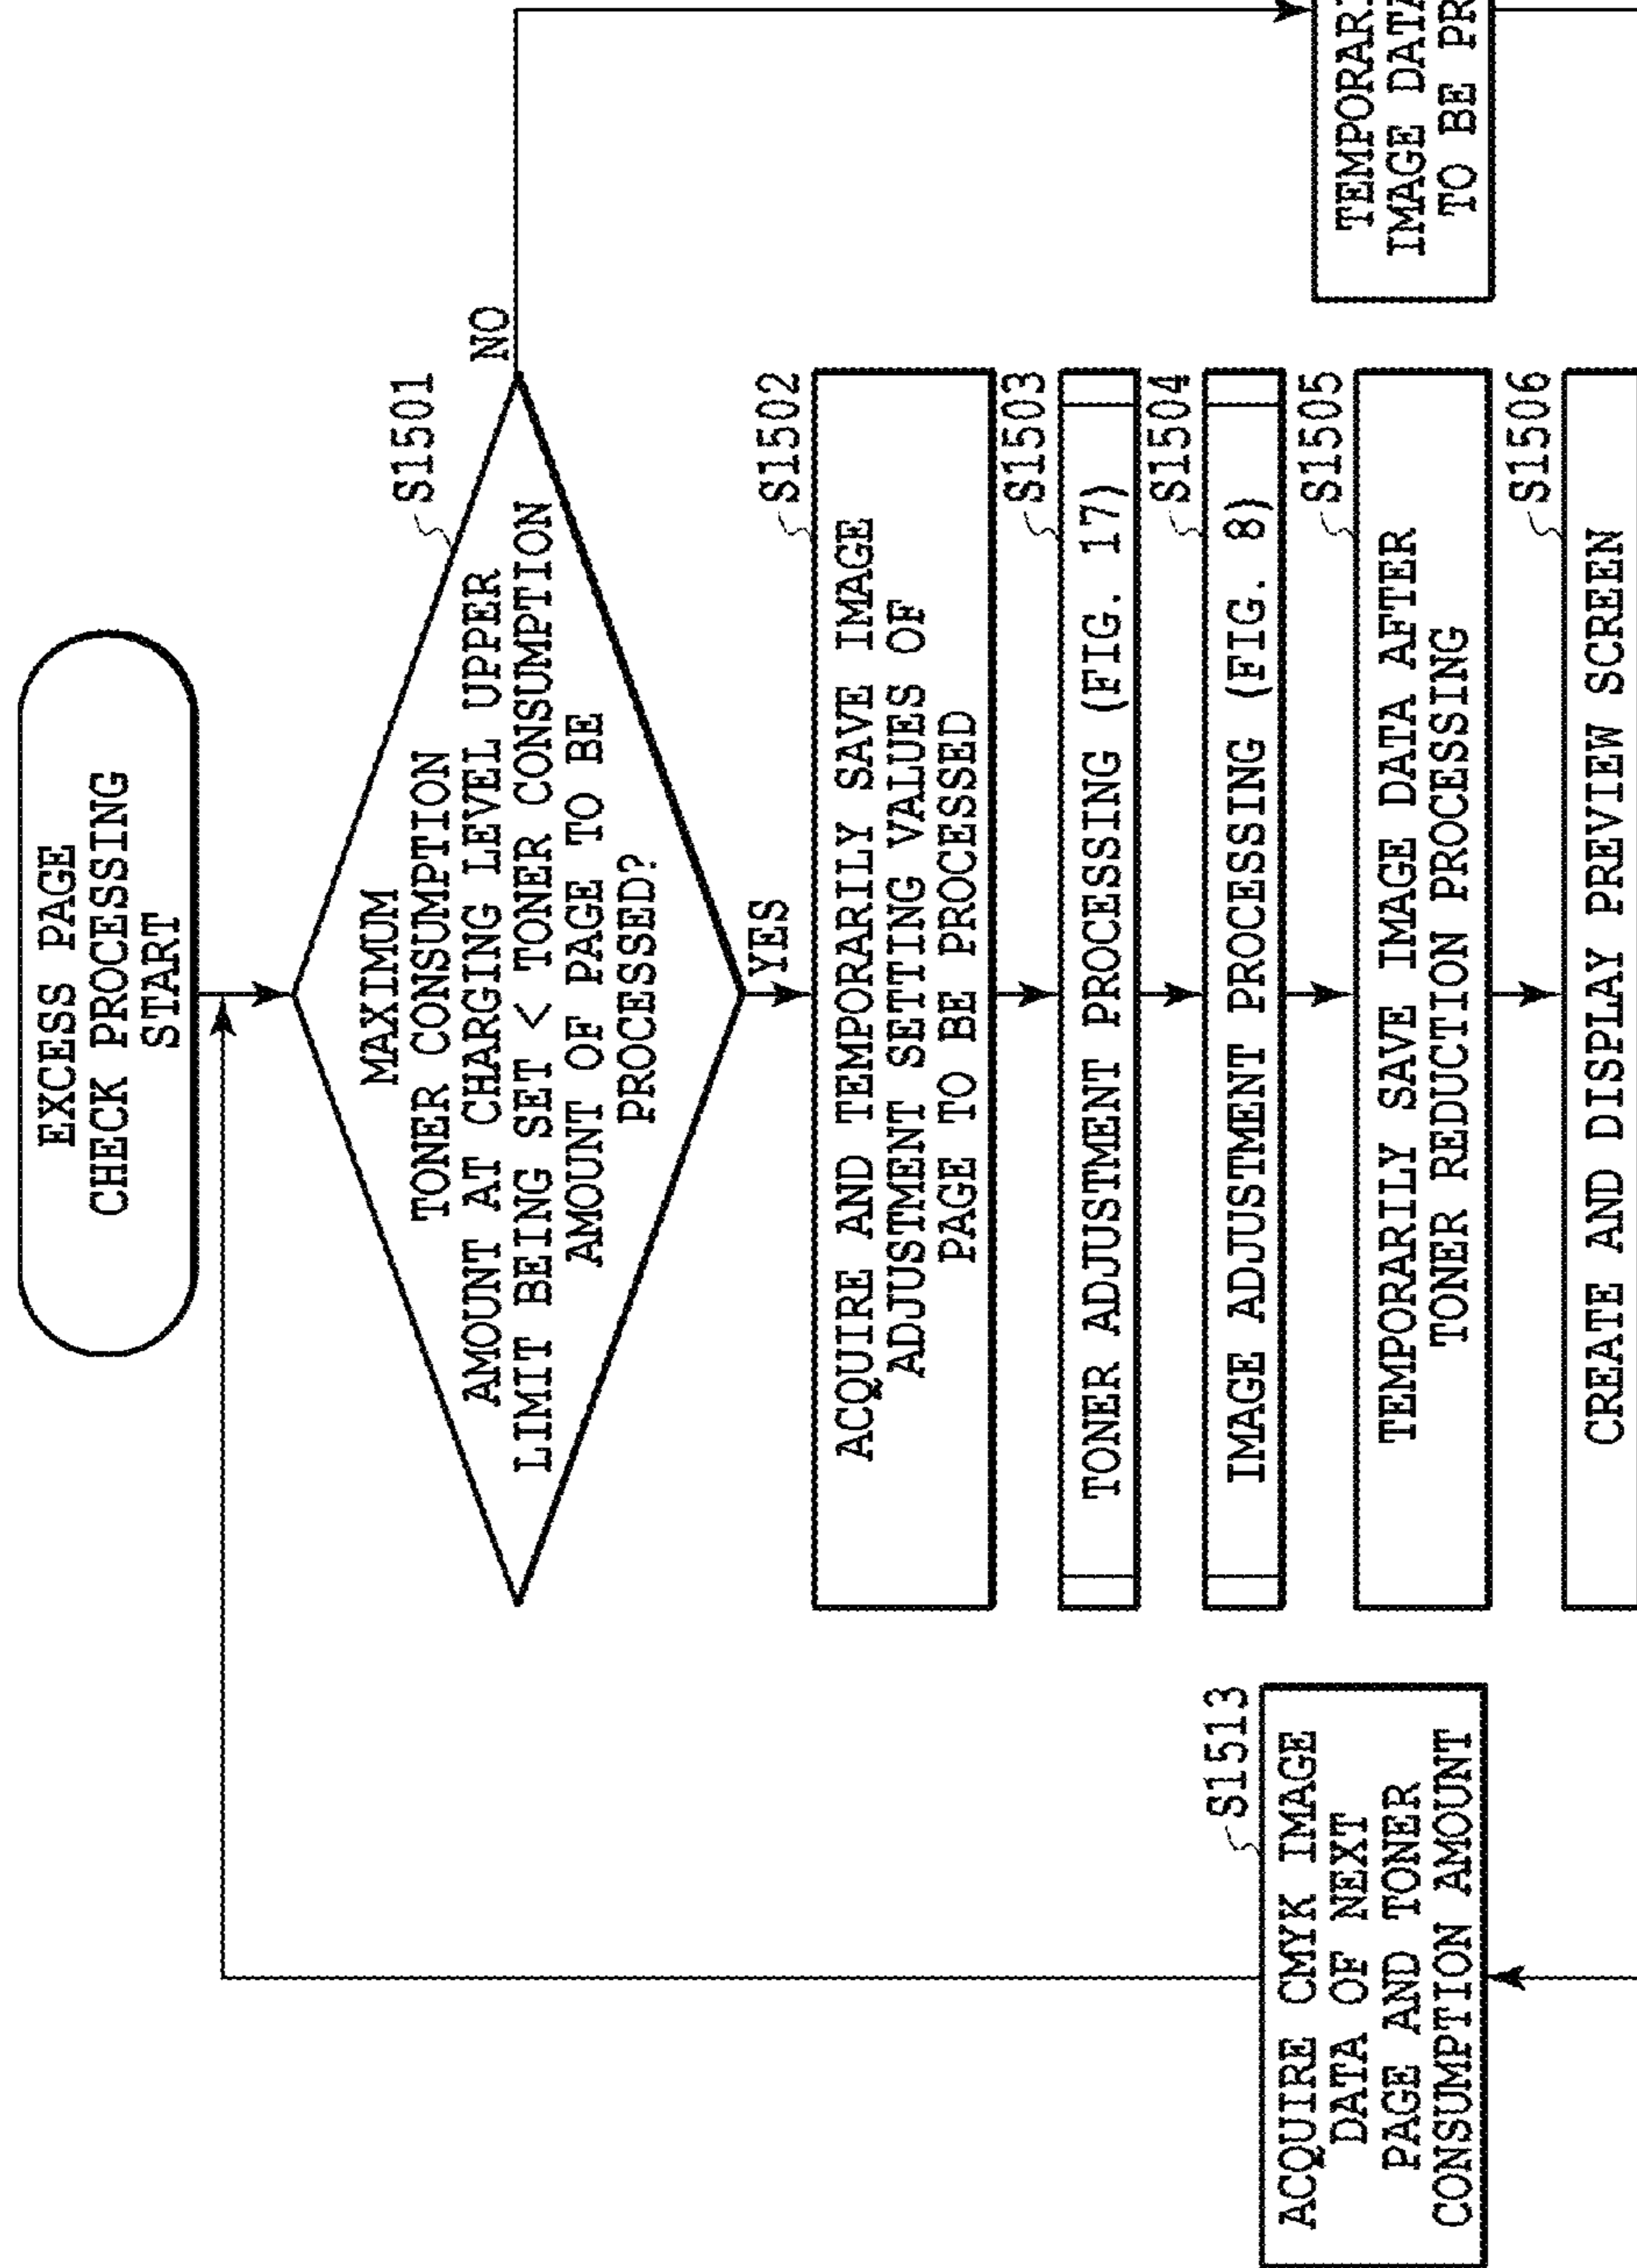 EXCESS PAGE
CHECK PROCESSING
START
S1501
MAXIMUM
TONER CONSUMPTION
AMOUNT AT CHARGING LEVEL UPPER
LIMIT BEING SET < TONER CONSUMPTION
AMOUNT OF PAGE TO BE
PROCESSED?
NO
YES
S1502
ACQUIRE AND TEMPORARILY SAVE IMAGE
ADJUSTMENT SETTING VALUES OF
PAGE TO BE PROCESSED
S1503
TONER ADJUSTMENT PROCESSING (FIG. 17)
S1504
IMAGE ADJUSTMENT PROCESSING (FIG. 8)
S1505
TEMPORARILY SAVE IMAGE DATA AFTER
TONER REDUCTION PROCESSING
S1506
CREATE AND DISPLAY PREVIEW SCREEN
S1513
ACQUIRE CMYK IMAGE
DATA OF NEXT
PAGE AND TONER
CONSUMPTION AMOUNT
IMAGE DATA
TO BE